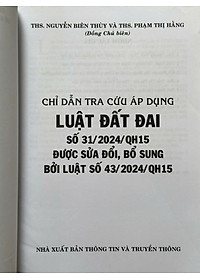 THS. NGUYỄN BIÊN THÙY VÀ THS. PHẠM THỊ HẰNG
(Đồng Chủ biên)
CHỈ DẪN TRA CỨU ÁP DỤNG
LUẬT ĐẤT ĐAI
SỐ 31/2024/QH15
ĐƯỢC SỬA ĐỔI, BỔ SUNG
BỞI LUẬT SỐ 43/2024/QH15
NHÀ XUẤT BẢN THÔNG TIN VÀ TRUYỀN THÔNG